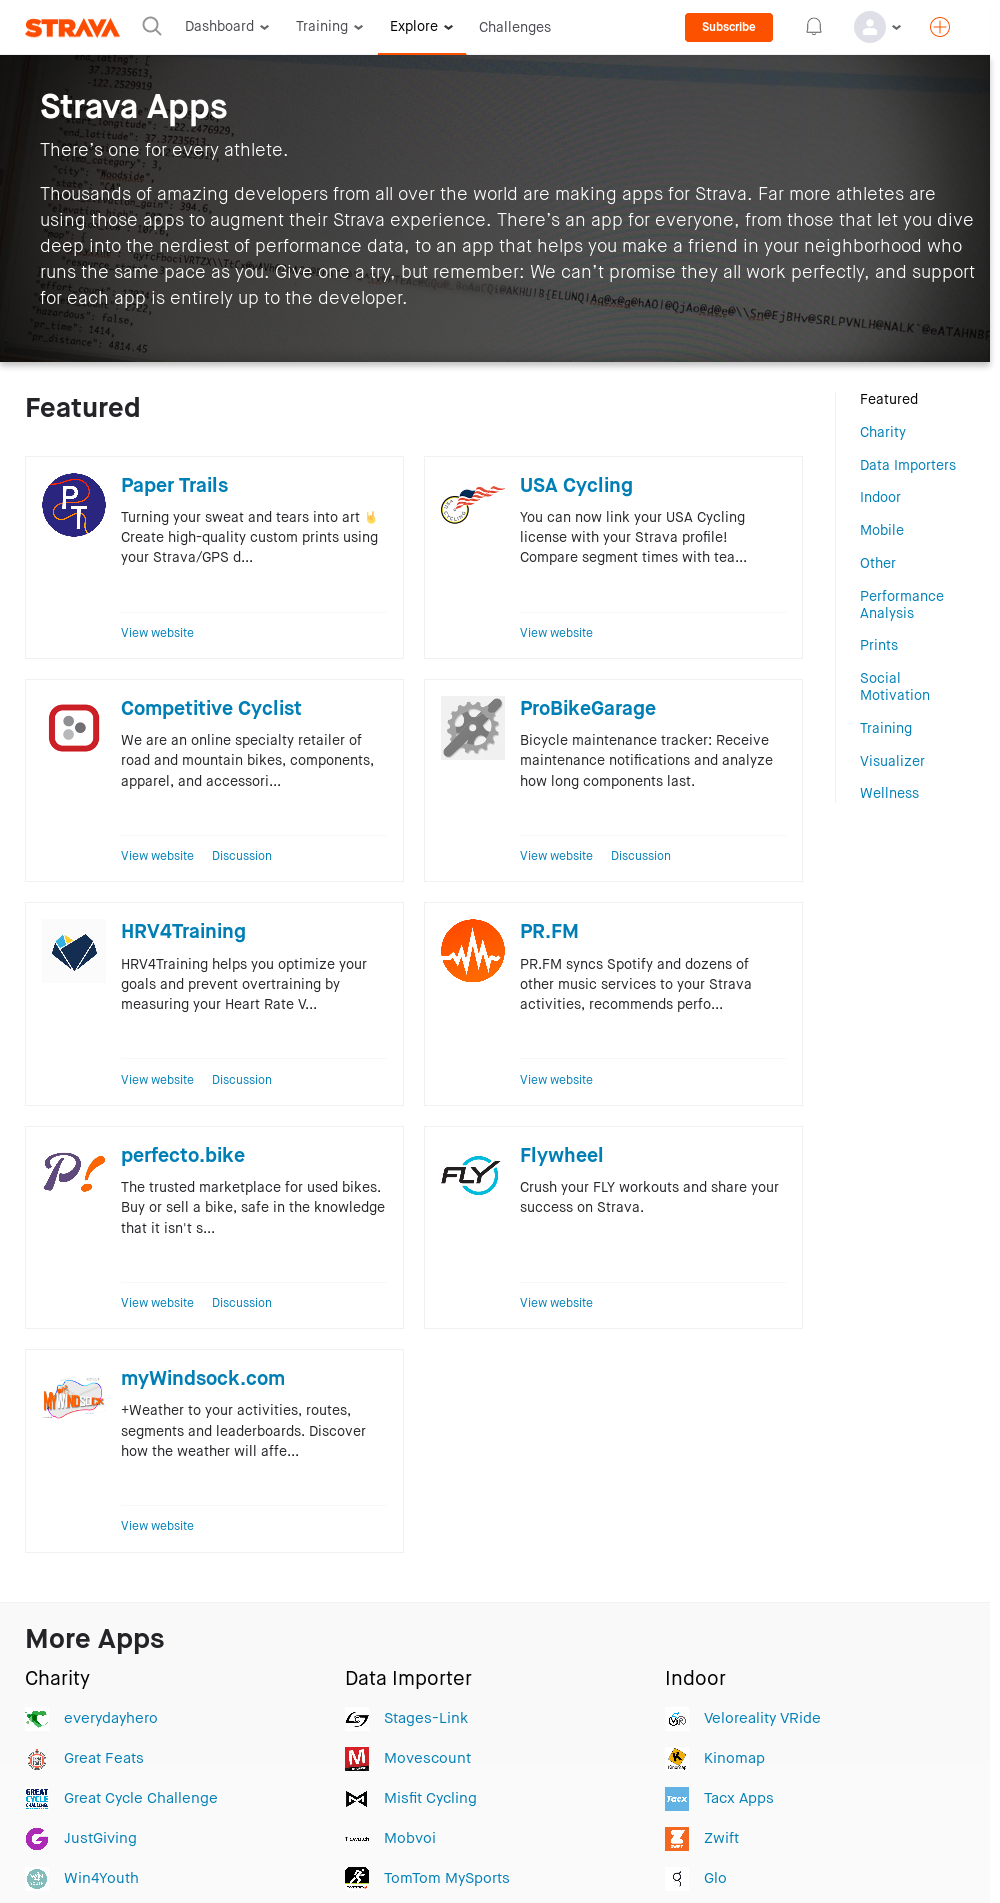 STRAVA
Dashboard
Training
Explore
Challenges
Subscribe
Strava Apps
There's one for every athlete.
Thousands of amazing developers from all over the world are making apps for Strava. Far more athletes are
using those apps to augment their Strava experience. There's an app for everyone, from those that let you dive
deep into the nerdiest of performance data, to an app that helps you make a friend in your neighborhood who
runs the same pace as you. Give one a try, but remember: We can't promise they all work perfectly, and support
for each app is entirely up to the developer.
Featured
Paper Trails
Turning your sweat and tears into art 🤘
Create high-quality custom prints using
your Strava/GPS d...
View website
USA Cycling
You can now link your USA Cycling
license with your Strava profile!
Compare segment times with tea...
View website
Competitive Cyclist
We are an online specialty retailer of
road and mountain bikes, components,
apparel, and accessori...
View website Discussion
ProBikeGarage
Bicycle maintenance tracker: Receive
maintenance notifications and analyze
how long components last.
View website Discussion
HRV4Training
HRV4Training helps you optimize your
goals and prevent overtraining by
measuring your Heart Rate V...
View website Discussion
PR.FM
PR.FM syncs Spotify and dozens of
other music services to your Strava
activities, recommends perfo...
View website
perfecto.bike
The trusted marketplace for used bikes.
Buy or sell a bike, safe in the knowledge
that it isn't s...
View website Discussion
Flywheel
Crush your FLY workouts and share your
success on Strava.
View website
myWindsock.com
+Weather to your activities, routes,
segments and leaderboards. Discover
how the weather will affe...
View website
Featured
Charity
Data Importers
Indoor
Mobile
Other
Performance
Analysis
Prints
Social
Motivation
Training
Visualizer
Wellness
More Apps
Charity
everydayhero
Great Feats
Great Cycle Challenge
JustGiving
Win4Youth
Data Importer
Stages-Link
Movescount
Misfit Cycling
Mobvoi
TomTom MySports
Indoor
Veloreality VRide
Kinomap
Tacx Apps
Zwift
Glo